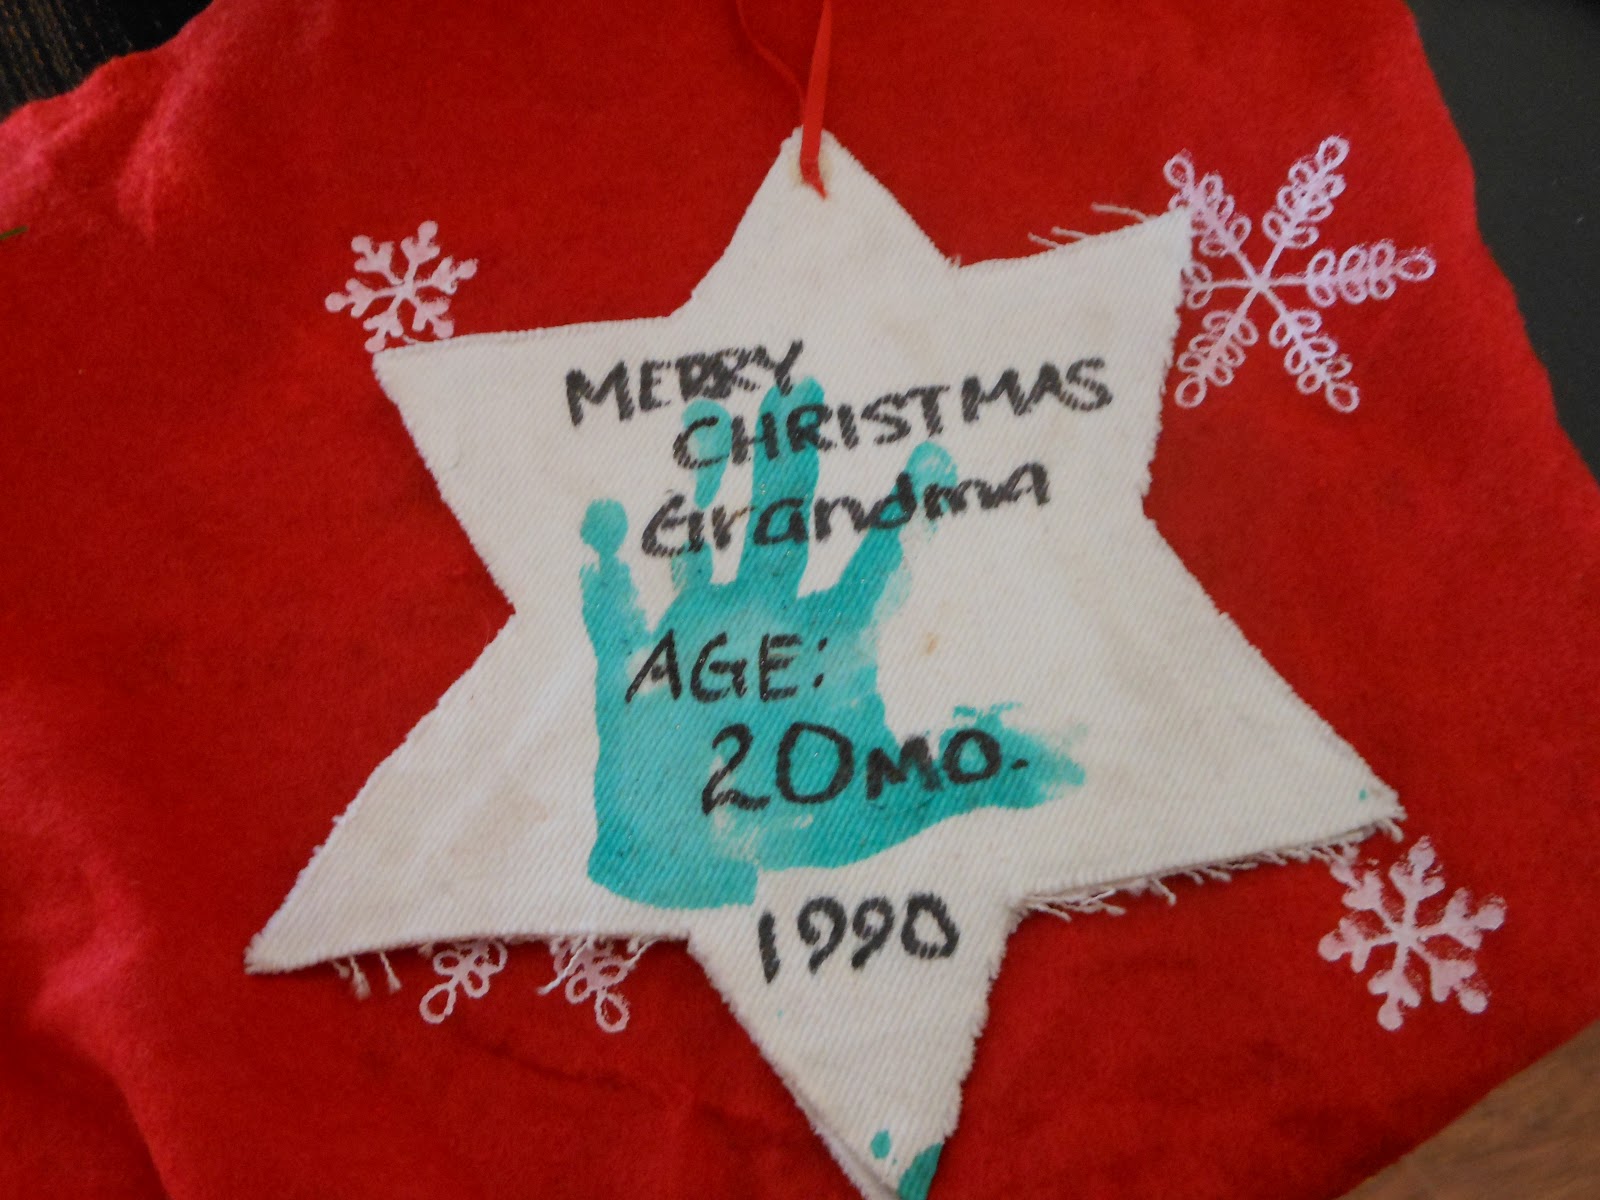 MERRY
CHRISTMAS
Grandma
AGE:
20MO.
1990